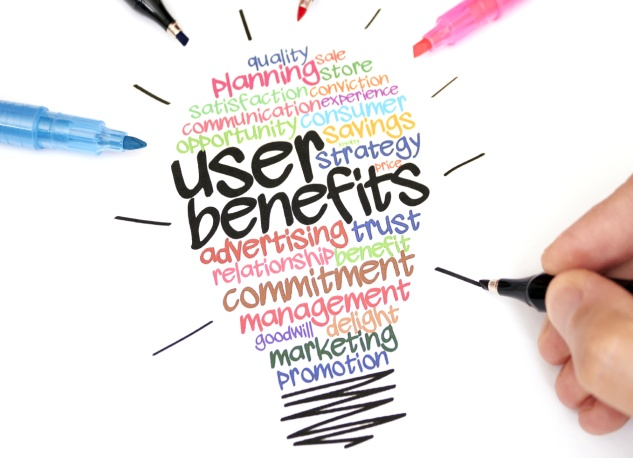 quality sale
planning store
satisfaction conviction
communication experience
opportunity consumer
savings
user strategy
price
benefits
advertising trust
relationship benefit
commitment
management
goodwill delight
marketing
promotion